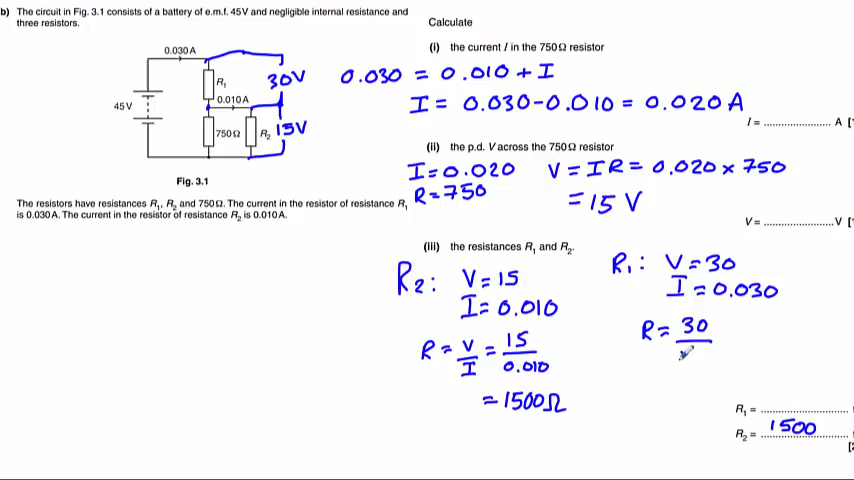 b) The circuit in Fig. 3.1 consists of a battery of e.m.f. 45V and negligible internal resistance and
three resistors.
0.030 A
R₁
30V
0.010 A
45 V
750 Ω
R₂
15V
Fig. 3.1
The resistors have resistances R₁, R₂ and 750 Ω. The current in the resistor of resistance R₁
is 0.030 A. The current in the resistor of resistance R₂ is 0.010 A.
Calculate
(i) the current I in the 750 Ω resistor
0.030 = 0.010 + I
I = 0.030 - 0.010 = 0.020 A
I = ........................ A [
(ii) the p.d. V across the 750 Ω resistor
I = 0.020 V = IR = 0.020 × 750
R = 750
= 15 V
V = ........................ V [
(iii) the resistances R₁ and R₂.
R₂: V = 15
I = 0.010
R = V/I = 15/0.010
= 1500Ω
R₁: V = 30
I = 0.030
R = 30
R₁ = ........................
R₂ = 1500
[